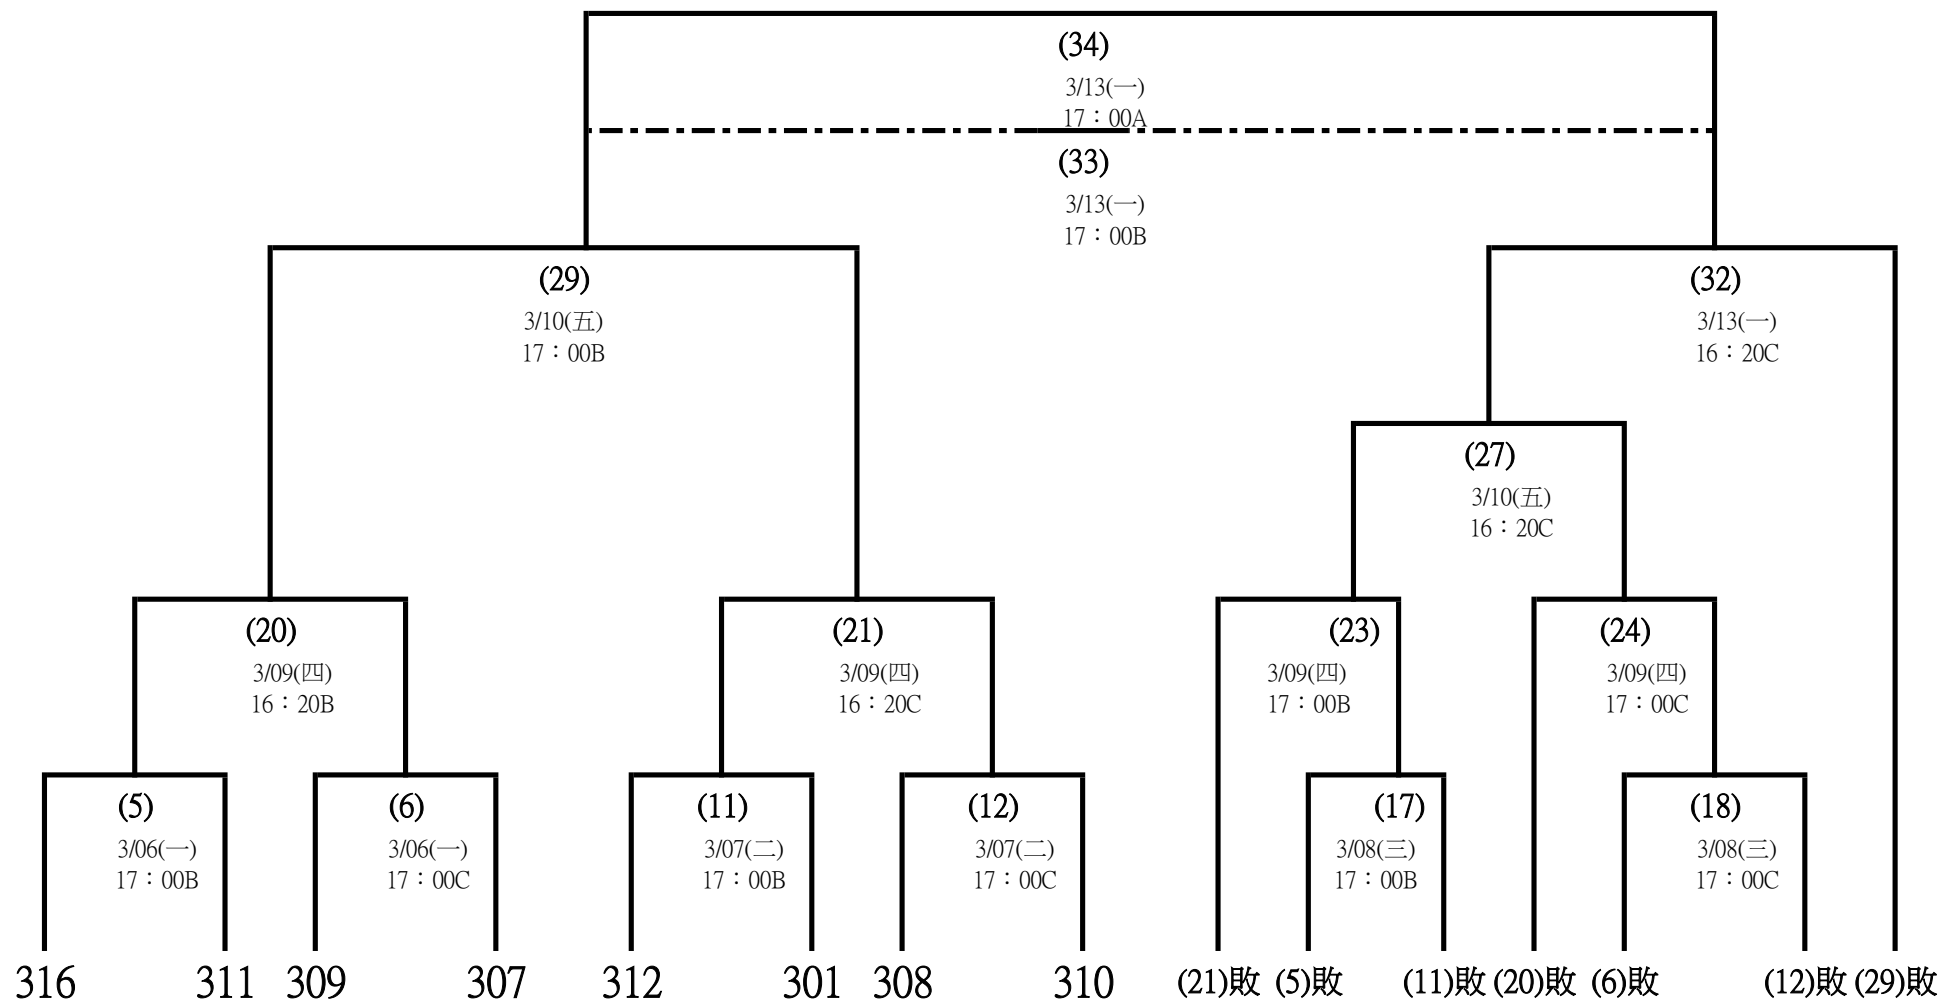 (34)
3/13(一)
17：00A
(33)
3/13(一)
17：00B
(29)
3/10(五)
17：00B
(32)
3/13(一)
16：20C
(27)
3/10(五)
16：20C
(20)
3/09(四)
16：20B
(21)
3/09(四)
16：20C
(23)
3/09(四)
17：00B
(24)
3/09(四)
17：00C
(5)
3/06(一)
17：00B
(6)
3/06(一)
17：00C
(11)
3/07(二)
17：00B
(12)
3/07(二)
17：00C
(17)
3/08(三)
17：00B
(18)
3/08(三)
17：00C
316 311 309 307 312 301 308 310 (21)敗 (5)敗 (11)敗 (20)敗 (6)敗 (12)敗 (29)敗